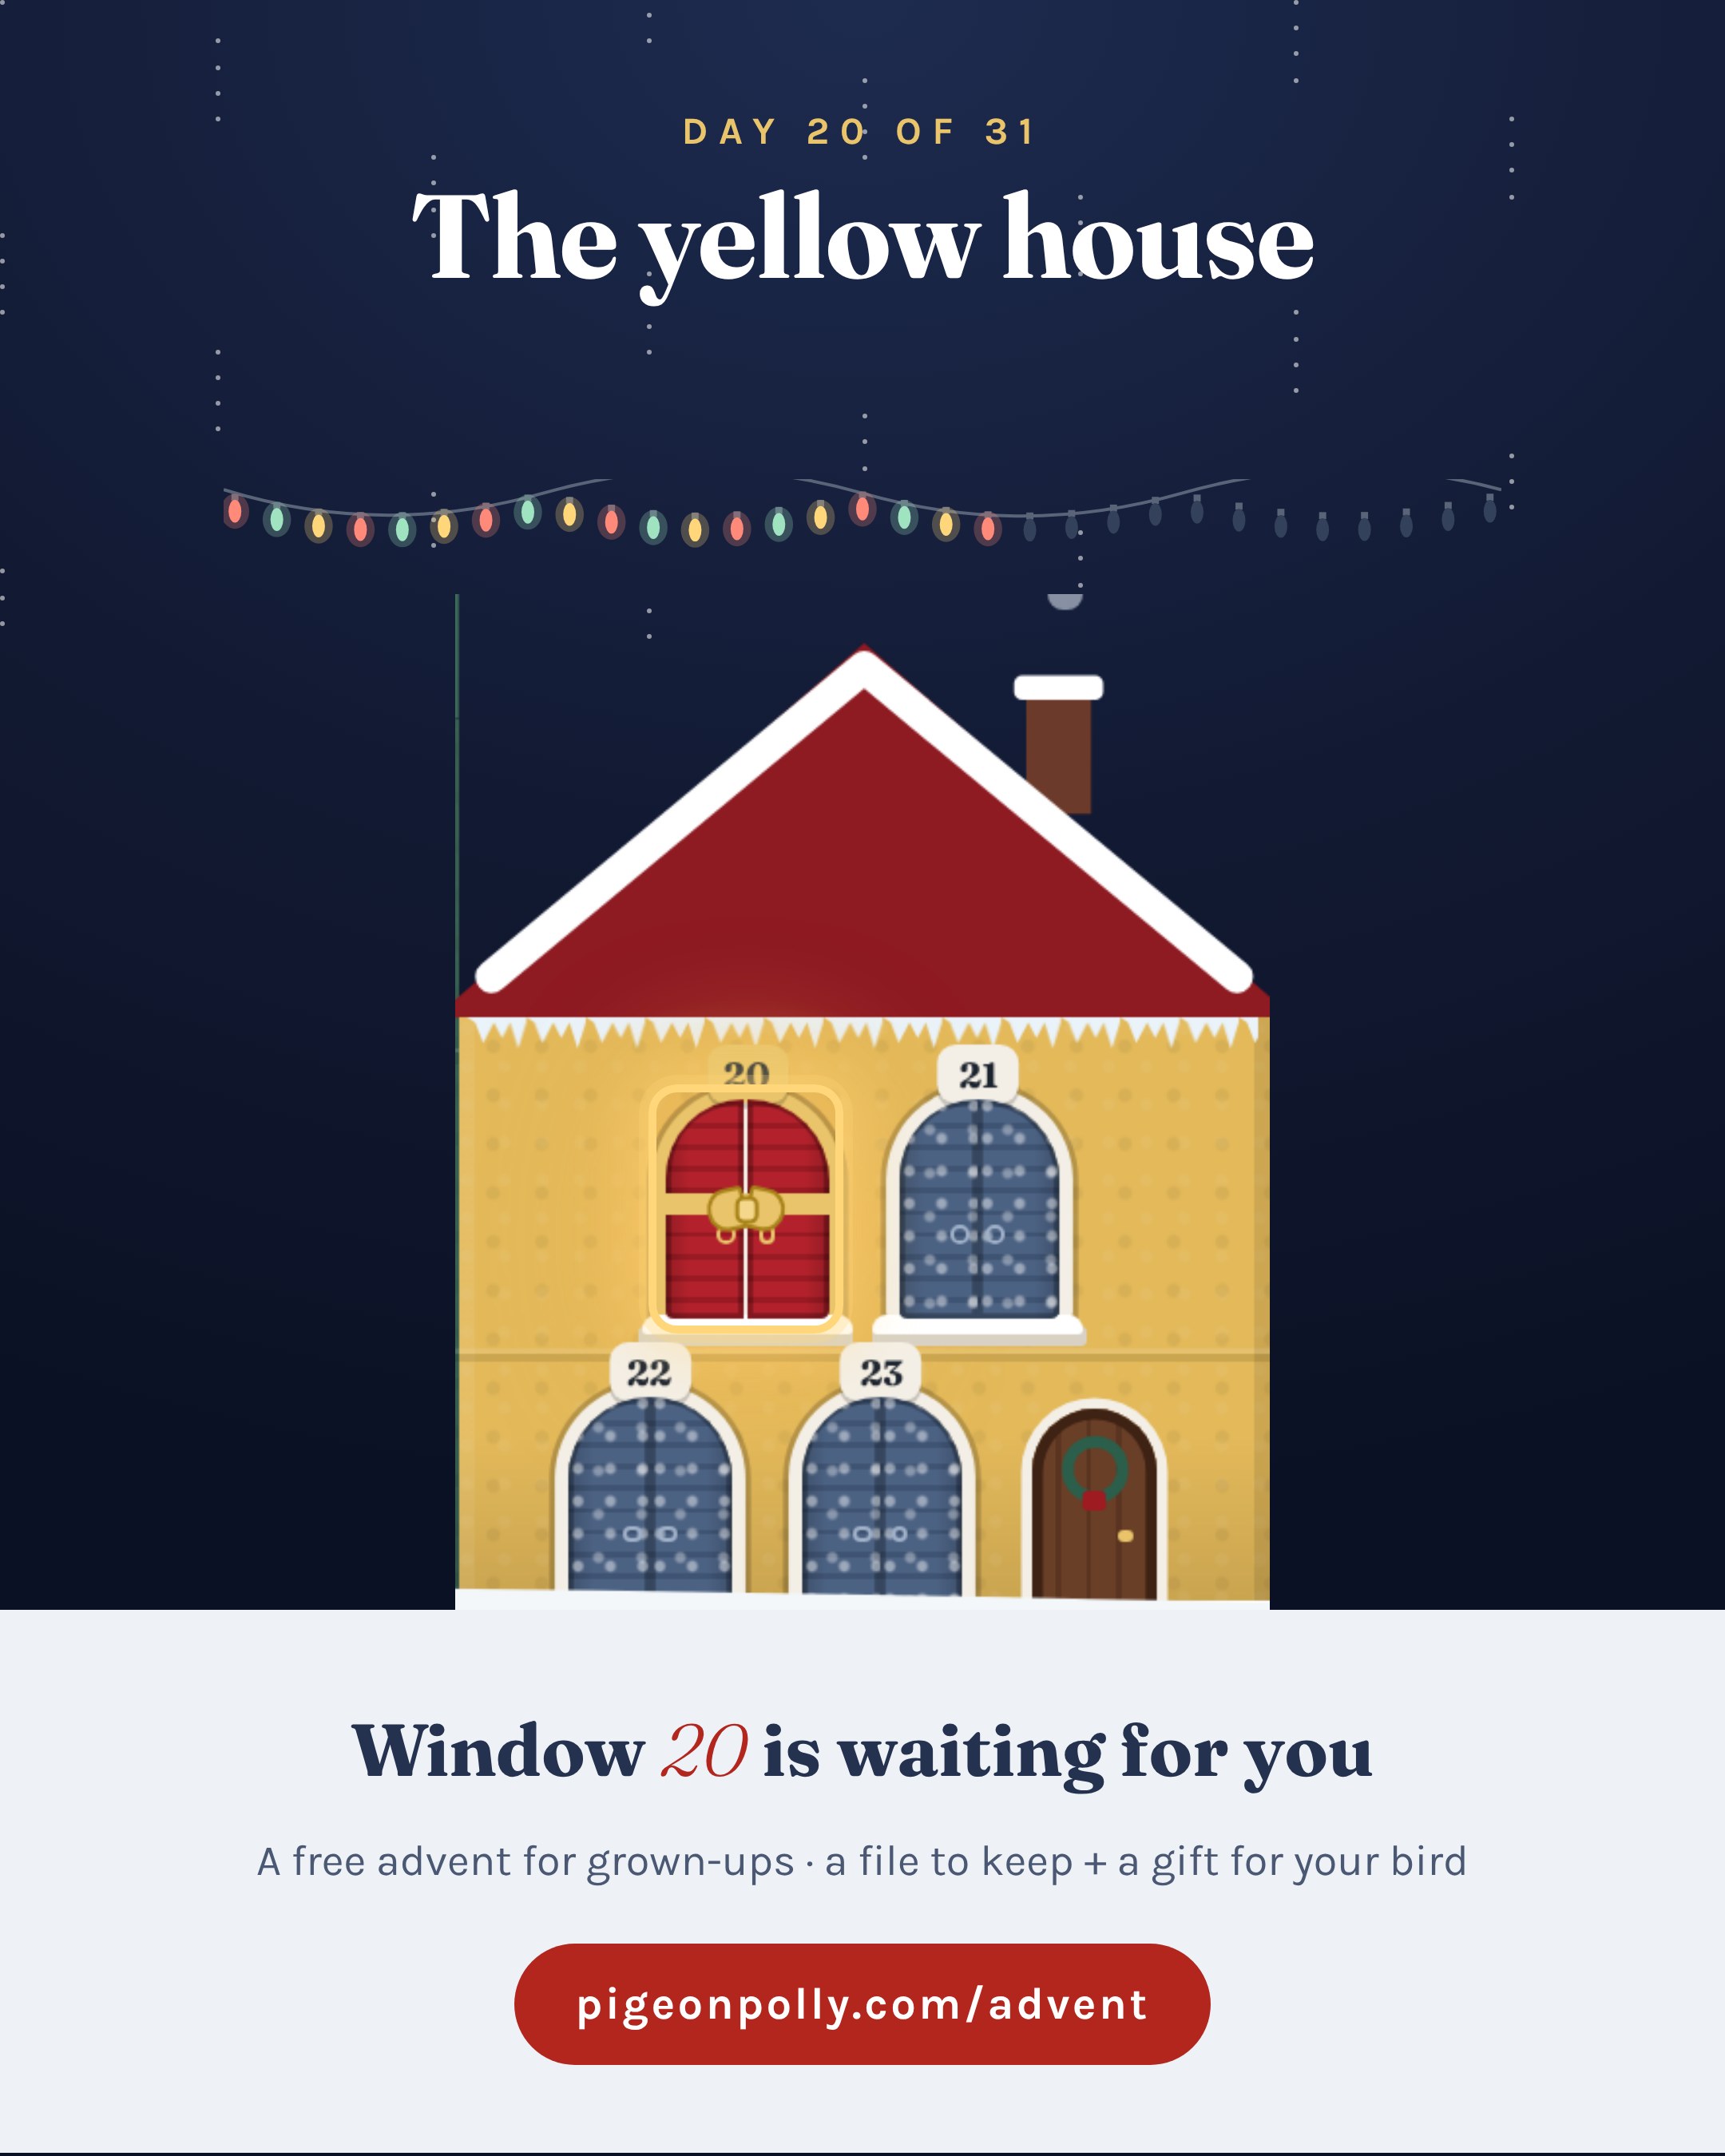 DAY 20 OF 31
The yellow house
20
21
22
23
Window 20 is waiting for you
A free advent for grown-ups · a file to keep + a gift for your bird
pigeonpolly.com/advent